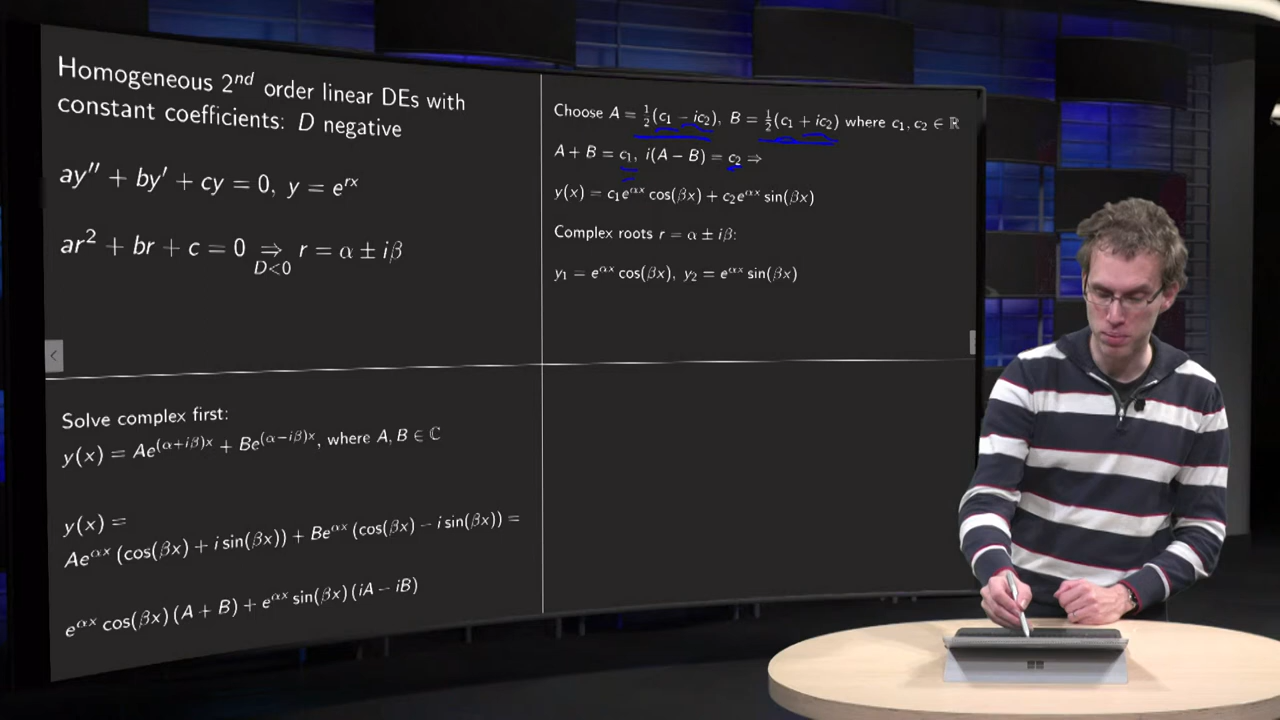 Homogeneous 2ⁿᵈ order linear DEs with
constant coefficients: D negative
ay″ + by′ + cy = 0, y = eʳˣ
ar² + br + c = 0 ⇒ r = α ± iβ
D<0
Solve complex first:
y(x) = Ae^(α+iβ)x + Be^(α−iβ)x, where A, B ∈ ℂ
y(x) =
Ae^αx (cos(βx) + i sin(βx)) + Be^αx (cos(βx) − i sin(βx)) =
e^αx cos(βx) (A + B) + e^αx sin(βx) (iA − iB)
Choose A = ½(c₁ − ic₂), B = ½(c₁ + ic₂) where c₁, c₂ ∈ ℝ
A + B = c₁, i(A − B) = c₂ ⇒
y(x) = c₁e^αx cos(βx) + c₂e^αx sin(βx)
Complex roots r = α ± iβ:
y₁ = e^αx cos(βx), y₂ = e^αx sin(βx)